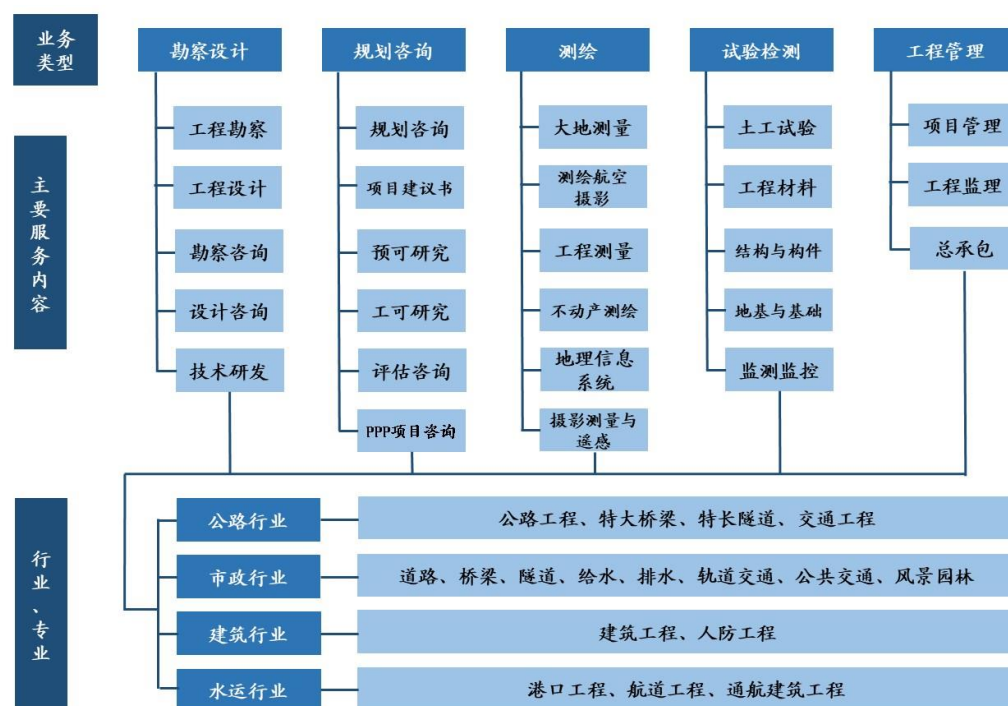 业务
类型
勘察设计
规划咨询
测绘
试验检测
工程管理
主要服务内容
工程勘察
工程设计
勘察咨询
设计咨询
技术研发
规划咨询
项目建议书
预可研究
工可研究
评估咨询
PPP项目咨询
大地测量
测绘航空
摄影
工程测量
不动产测绘
地理信息
系统
摄影测量与
遥感
土工试验
工程材料
结构与构件
地基与基础
监测监控
项目管理
工程监理
总承包
行业、专业
公路行业
公路工程、特大桥梁、特长隧道、交通工程
市政行业
道路、桥梁、隧道、给水、排水、轨道交通、公共交通、风景园林
建筑行业
建筑工程、人防工程
水运行业
港口工程、航道工程、通航建筑工程